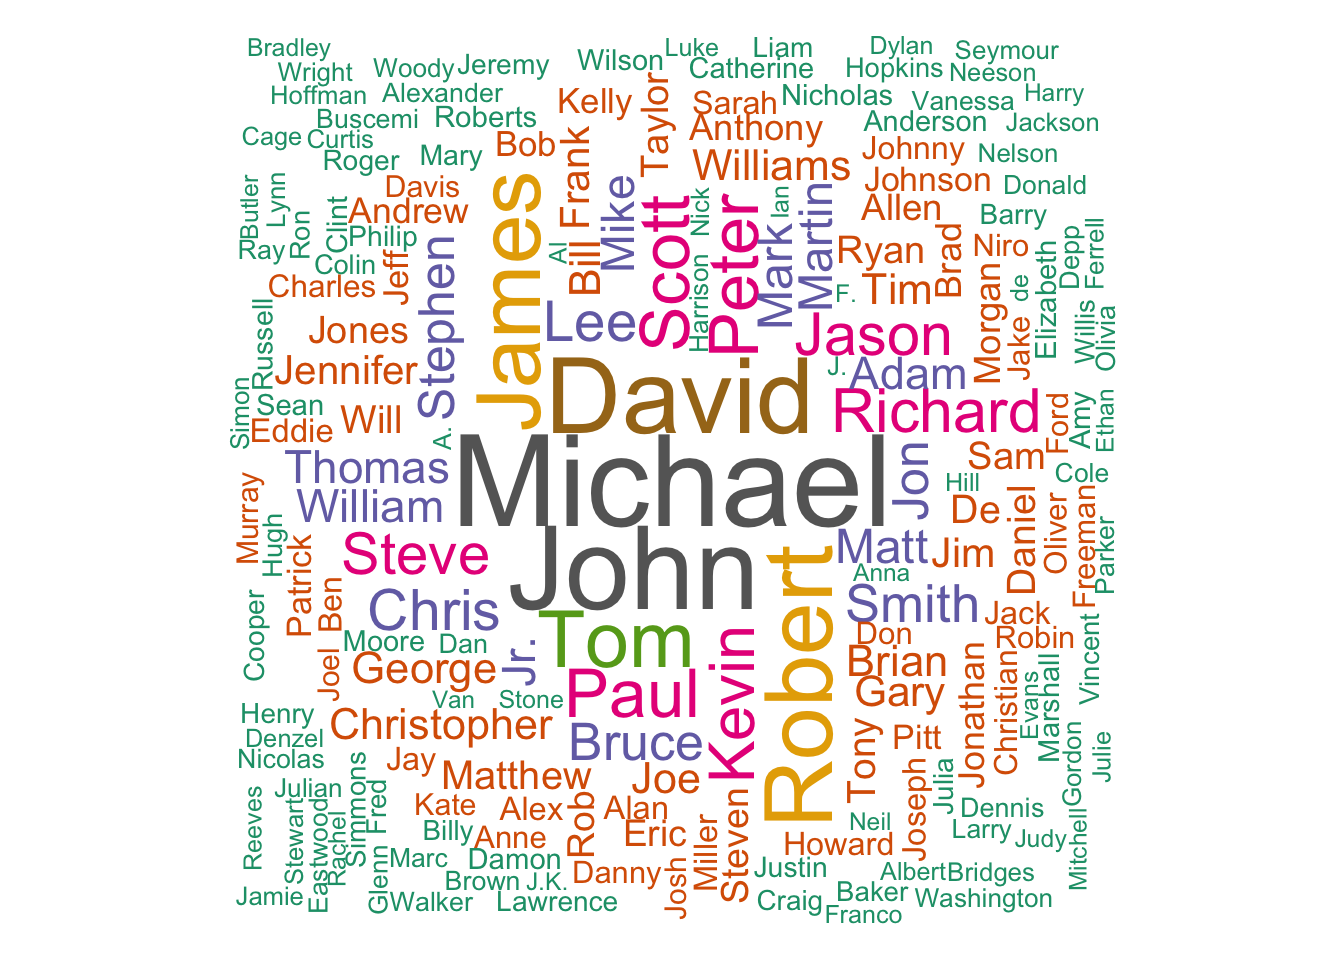 Bradley
Wright
Woody
Jeremy
Wilson
Luke
Liam
Dylan
Seymour
Hoffman
Alexander
Catherine
Hopkins
Neeson
Buscemi
Roberts
Kelly
Taylor
Sarah
Nicholas
Vanessa
Harry
Cage
Curtis
Bob
Frank
Anthony
Anderson
Jackson
Roger
Mary
Williams
Johnny
Nelson
Butler
Lynn
Davis
James
Mike
Scott
Nick
Peter
Ian
Martin
Johnson
Donald
Ron
Clint
Andrew
Allen
Barry
Ray
Philip
Stephen
Al
Bill
Mark
Ryan
Brad
Niro
Depp
Ferrell
Colin
Jeff
Harrison
F.
Tim
Morgan
de
Elizabeth
Charles
Lee
Jason
Jake
Willis
Olivia
Russell
Jones
Jennifer
David
J.
Adam
Simon
Sean
Will
Richard
Ford
Amy
Ethan
Eddie
A.
Michael
Jon
Sam
Thomas
Hill
Cole
Murray
William
De
Daniel
Oliver
Freeman
Parker
Hugh
Patrick
Steve
John
Robert
Matt
Jim
Anna
Cooper
Ben
Chris
Tom
Smith
Jack
Moore
Dan
Jr.
Kevin
Don
Robin
Joel
George
Paul
Brian
Jonathan
Christian
Evans
Marshall
Vincent
Van
Stone
Gary
Henry
Christopher
Bruce
Tony
Pitt
Denzel
Nicolas
Jay
Matthew
Joe
Joseph
Julia
Gordon
Julie
Reeves
Julian
Simmons
Fred
Kate
Alex
Rob
Alan
Miller
Steven
Dennis
Stewart
Eastwood
Rachel
Billy
Anne
Eric
Neil
Larry
Judy
Mitchell
Howard
Marc
Damon
Danny
Josh
Justin
Albert
Bridges
Jamie
Glenn
Brown
J.K.
Walker
Lawrence
Craig
Baker
Washington
Franco